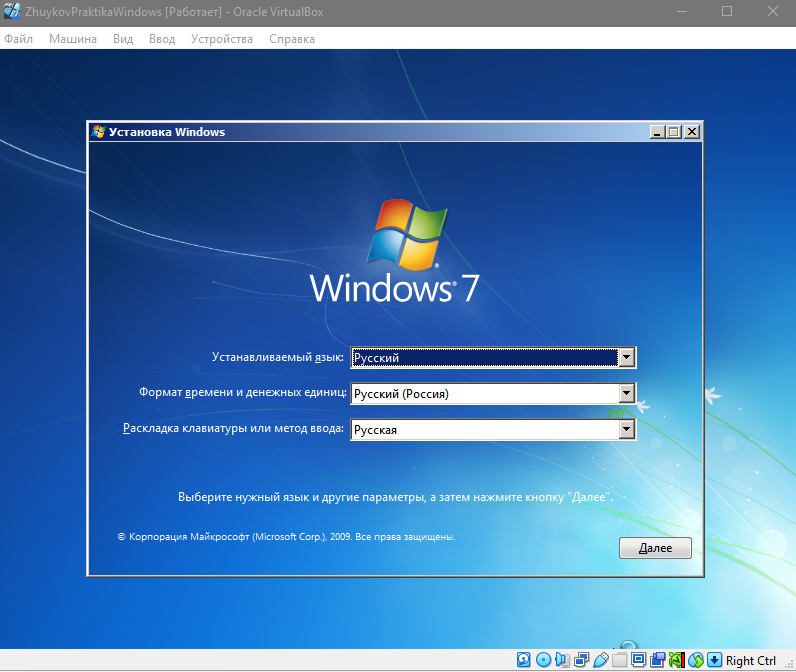 ZhuykovPraktikaWindows [Работает] - Oracle VirtualBox
Файл Машина Вид Ввод Устройства Справка
Установка Windows
Windows® 7
Устанавливаемый язык: Русский
Формат времени и денежных единиц: Русский (Россия)
Раскладка клавиатуры или метод ввода: Русская
Выберите нужный язык и другие параметры, а затем нажмите кнопку "Далее".
© Корпорация Майкрософт (Microsoft Corp.), 2009. Все права защищены.
Далее
Right Ctrl